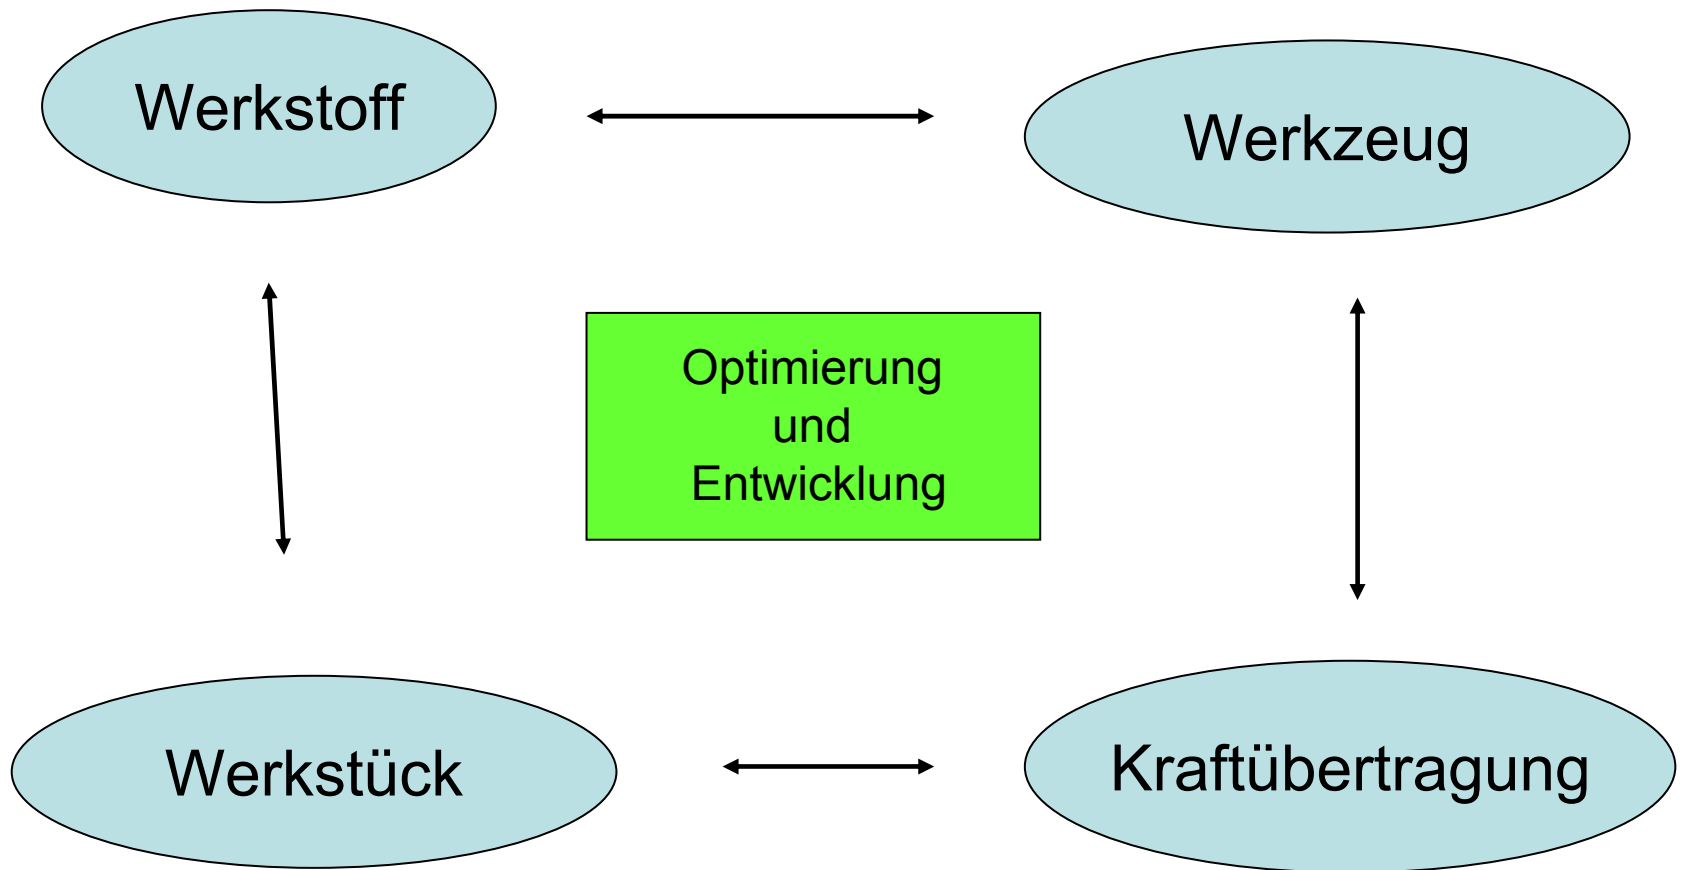 Werkstoff
Werkzeug
Optimierung
und
Entwicklung
Werkstück
Kraftübertragung